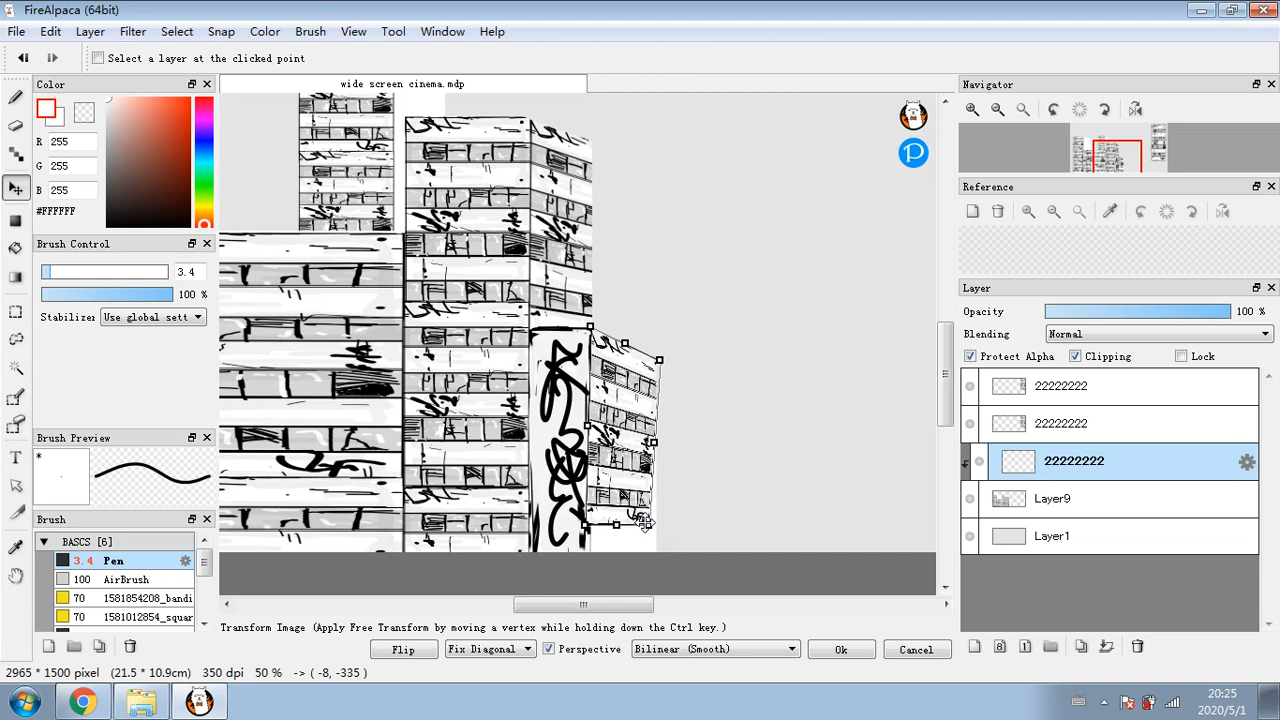 FireAlpaca (64bit)
File Edit Layer Filter Select Snap Color Brush View Tool Window Help
Select a layer at the clicked point
Color
wide screen cinema.mdp
Navigator
R 255
G 255
B 255
#FFFFFF
P
Reference
Brush Control
3.4
100 %
Stabilizer Use global sett
Layer
Opacity 100 %
Blending Normal
Protect Alpha Clipping Lock
22222222
22222222
22222222
Layer9
Layer1
Brush Preview
*
Brush
BASCS [6]
3.4 Pen
100 AirBrush
70 1581854208_bandi
70 1581012854_squar
Transform Image (Apply Free Transform by moving a vertex while holding down the Ctrl key.)
Flip Fix Diagonal Perspective Bilinear (Smooth) Ok Cancel
2965 * 1500 pixel (21.5 * 10.9cm) 350 dpi 50 % -> ( -8, -335 )
20:25
2020/5/1